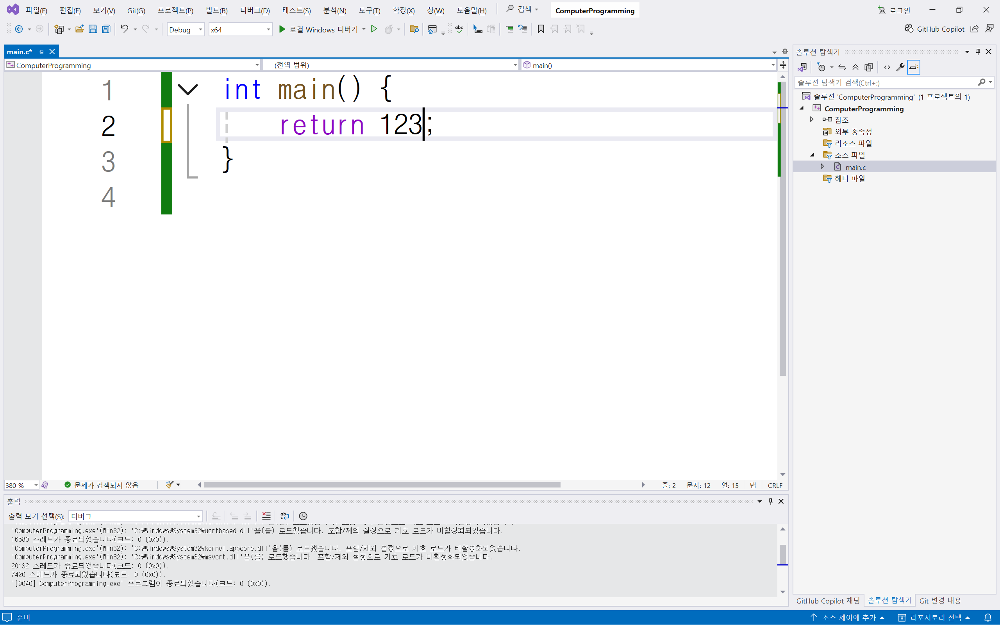 파일(F) 편집(E) 보기(V) Git(G) 프로젝트(P) 빌드(B) 디버그(D) 테스트(S) 분석(N) 도구(T) 확장(X) 창(W) 도움말(H) 검색 ComputerProgramming 로그인
Debug x64 로컬 Windows 디버거 abc GitHub Copilot
main.c*
ComputerProgramming (전역 범위) main()
1 int main() {
2 return 123;
3 }
4
380 % 문제가 검색되지 않음 줄: 2 문자: 12 열: 15 탭 CRLF
출력
출력 보기 선택(S): 디버그
'ComputerProgramming.exe'(Win32): 'C:₩Windows₩System32₩ucrtbased.dll'을(를) 로드했습니다. 포함/제외 설정으로 기호 로드가 비활성화되었습니다.
16580 스레드가 종료되었습니다(코드: 0 (0x0)).
'ComputerProgramming.exe'(Win32): 'C:₩Windows₩System32₩kernel.appcore.dll'을(를) 로드했습니다. 포함/제외 설정으로 기호 로드가 비활성화되었습니다.
'ComputerProgramming.exe'(Win32): 'C:₩Windows₩System32₩msvcrt.dll'을(를) 로드했습니다. 포함/제외 설정으로 기호 로드가 비활성화되었습니다.
20132 스레드가 종료되었습니다(코드: 0 (0x0)).
7420 스레드가 종료되었습니다(코드: 0 (0x0)).
'[9040] ComputerProgramming.exe' 프로그램이 종료되었습니다(코드: 0 (0x0)).
솔루션 탐색기
솔루션 탐색기 검색(Ctrl+;)
솔루션 'ComputerProgramming' (1 프로젝트의 1)
ComputerProgramming
참조
외부 종속성
리소스 파일
소스 파일
main.c
헤더 파일
GitHub Copilot 채팅 솔루션 탐색기 Git 변경 내용
준비 소스 제어에 추가 리포지토리 선택